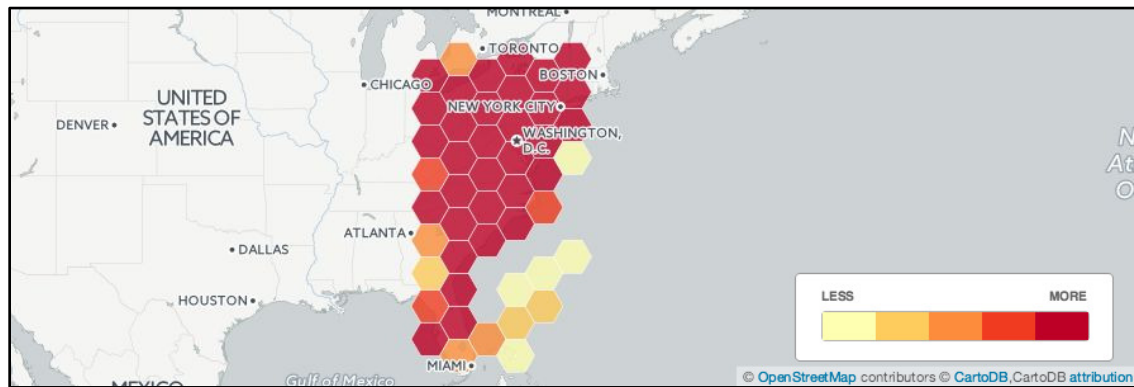 MONTREAL
TORONTO
BOSTON
CHICAGO
NEW YORK CITY
UNITED
STATES OF
AMERICA
DENVER
WASHINGTON,
D.C.
ATLANTA
DALLAS
HOUSTON
LESS MORE
MIAMI
Gulf of Mexico
MEXICO
© OpenStreetMap contributors © CartoDB,CartoDB attribution